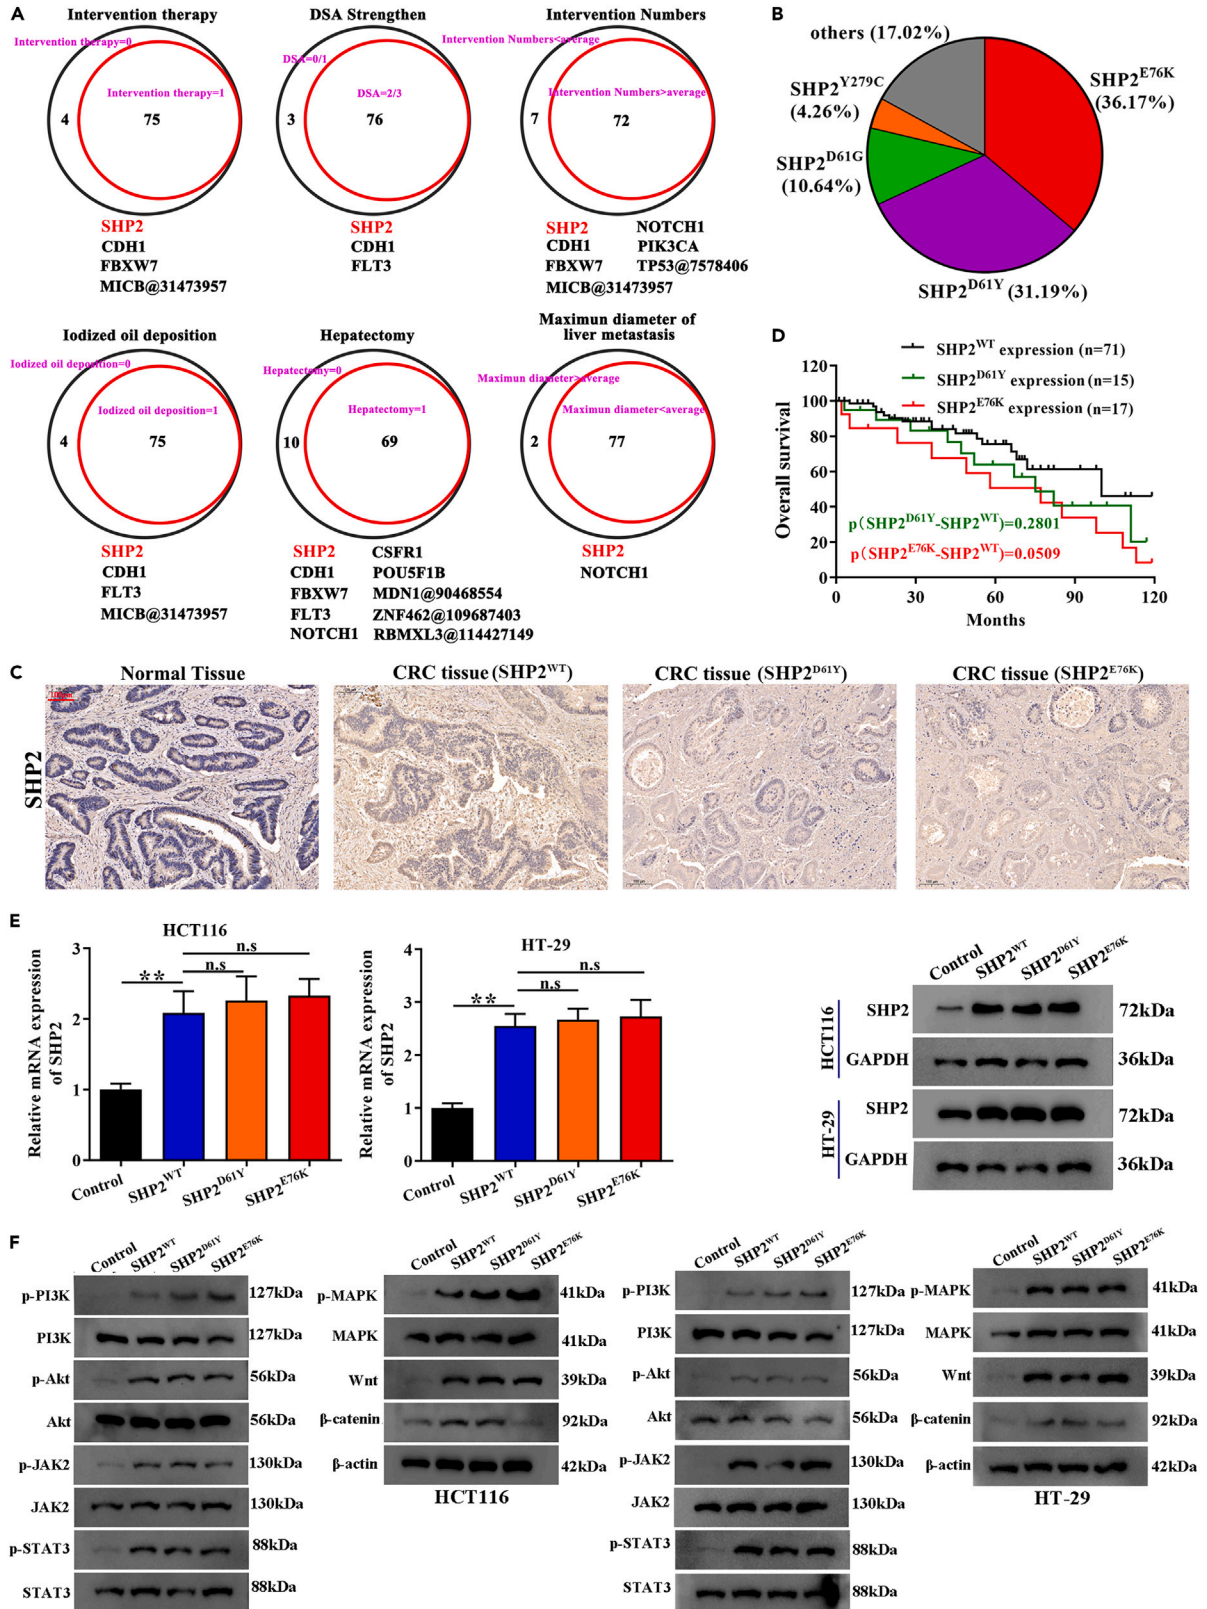 A
Intervention therapy
Intervention therapy=0
Intervention therapy=1
4
75
SHP2
CDH1
FBXW7
MICB@31473957
DSA Strengthen
DSA=0/1
DSA=2/3
3
76
SHP2
CDH1
FLT3
Intervention Numbers
Intervention Numbers<average
Intervention Numbers>average
7
72
SHP2
CDH1
FBXW7
MICB@31473957
NOTCH1
PIK3CA
TP53@7578406
Iodized oil deposition
Iodized oil deposition=0
Iodized oil deposition=1
4
75
SHP2
CDH1
FLT3
MICB@31473957
Hepatectomy
Hepatectomy=0
Hepatectomy=1
10
69
SHP2
CDH1
FBXW7
FLT3
NOTCH1
CSFR1
POU5F1B
MDN1@90468554
ZNF462@109687403
RBMXL3@114427149
Maximun diameter of
liver metastasis
Maximun diameter>average
Maximun diameter<average
2
77
SHP2
NOTCH1
B
others (17.02%)
SHP2Y279C
(4.26%)
SHP2D61G
(10.64%)
SHP2E76K
(36.17%)
SHP2D61Y (31.19%)
D
SHP2WT expression (n=71)
SHP2D61Y expression (n=15)
SHP2E76K expression (n=17)
Overall survival
120
100
80
60
40
20
0
p(SHP2D61Y-SHP2WT)=0.2801
p(SHP2E76K-SHP2WT)=0.0509
0
30
60
90
120
Months
C
Normal Tissue
CRC tissue (SHP2WT)
CRC tissue (SHP2D61Y)
CRC tissue (SHP2E76K)
SHP2
E
HCT116
Relative mRNA expression
of SHP2
3
2
1
0
**
n.s
n.s
Control
SHP2WT
SHP2D61Y
SHP2E76K
HT-29
Relative mRNA expression
of SHP2
4
3
2
1
0
**
n.s
n.s
Control
SHP2WT
SHP2D61Y
SHP2E76K
Control
SHP2WT
SHP2D61Y
SHP2E76K
HCT116
SHP2
72kDa
GAPDH
36kDa
HT-29
SHP2
72kDa
GAPDH
36kDa
F
Control
SHP2WT
SHP2D61Y
SHP2E76K
p-PI3K
127kDa
PI3K
127kDa
p-Akt
56kDa
Akt
56kDa
p-JAK2
130kDa
JAK2
130kDa
p-STAT3
88kDa
STAT3
88kDa
Control
SHP2WT
SHP2D61Y
SHP2E76K
p-MAPK
41kDa
MAPK
41kDa
Wnt
39kDa
β-catenin
92kDa
β-actin
42kDa
HCT116
Control
SHP2WT
SHP2D61Y
SHP2E76K
p-PI3K
127kDa
PI3K
127kDa
p-Akt
56kDa
Akt
56kDa
p-JAK2
130kDa
JAK2
130kDa
p-STAT3
88kDa
STAT3
88kDa
Control
SHP2WT
SHP2D61Y
SHP2E76K
p-MAPK
41kDa
MAPK
41kDa
Wnt
39kDa
β-catenin
92kDa
β-actin
42kDa
HT-29